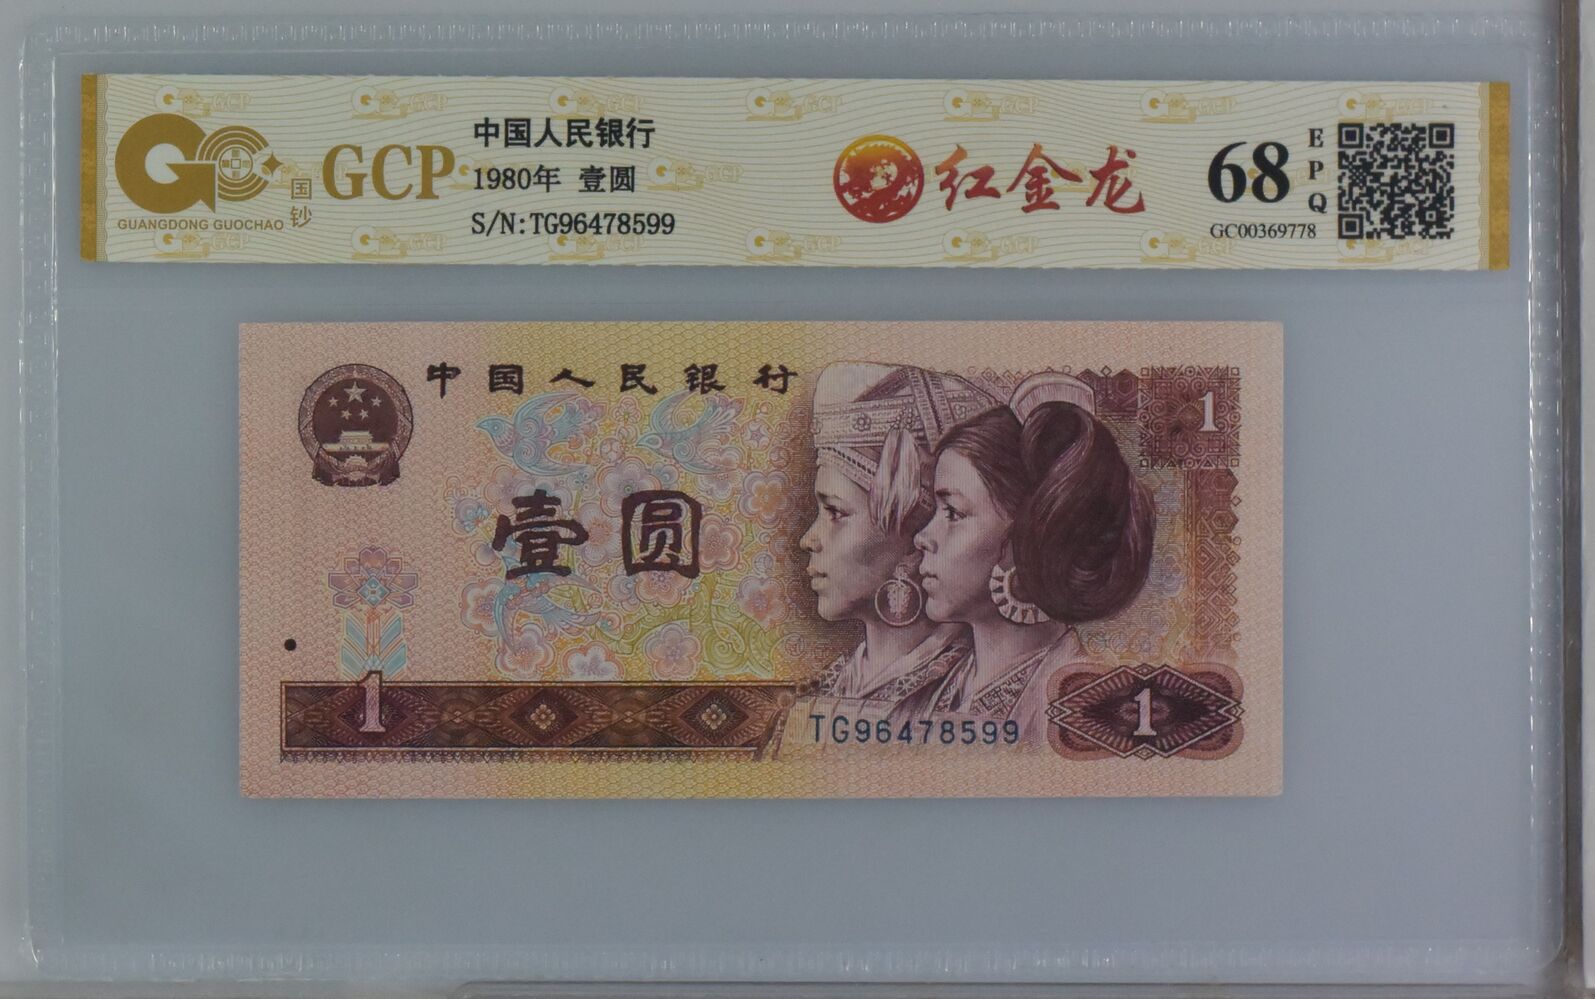 GCP
GUANGDONG GUOCHAO
国钞
中国人民银行
1980年 壹圆
S/N:TG96478599
红金龙
68
EPQ
GC00369778
中国人民银行
1
壹圆
1
TG96478599
1